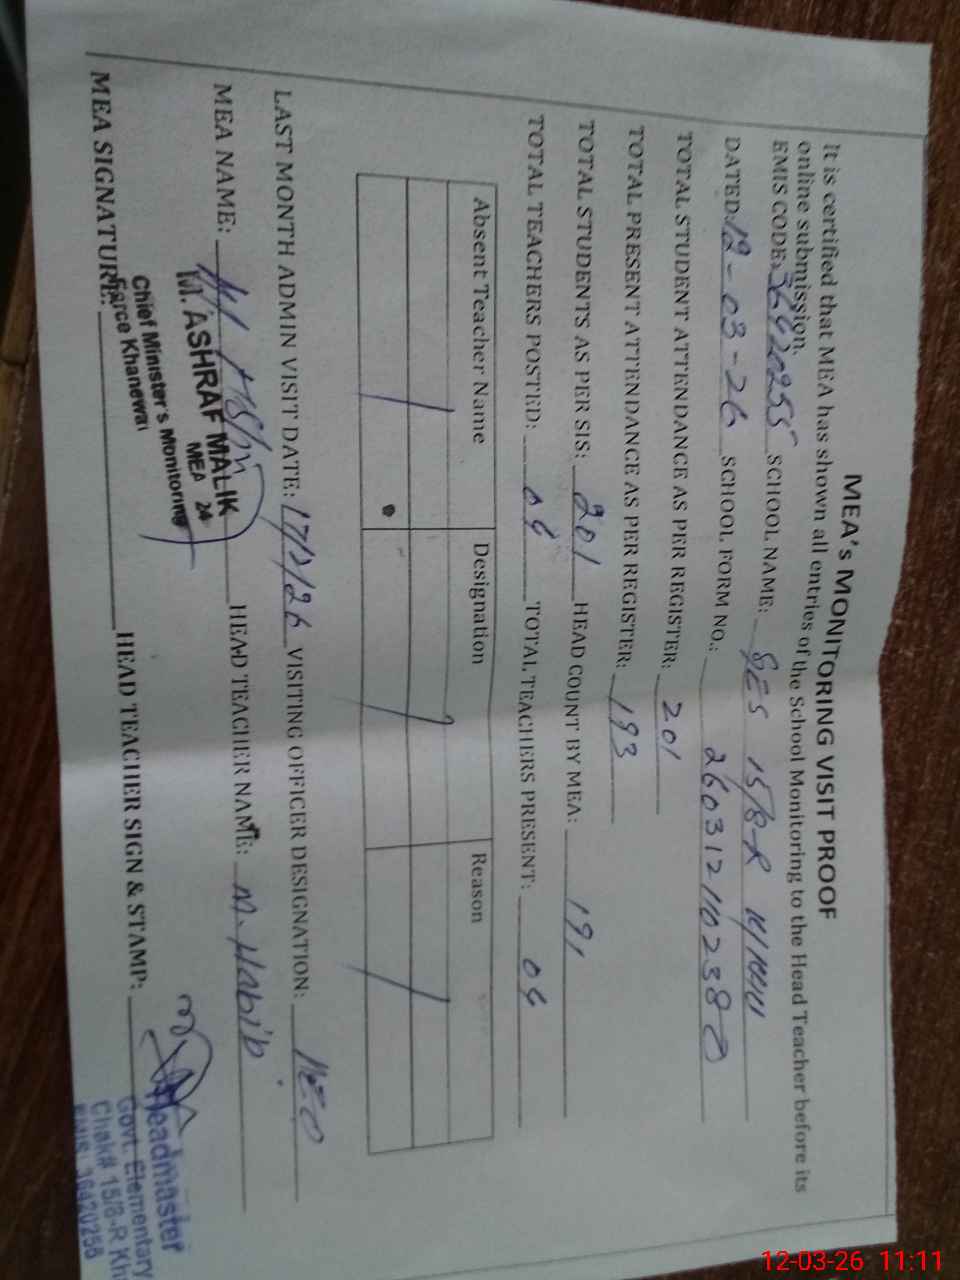 MEA's MONITORING VISIT PROOF
It is certified that MEA has shown all entries of the School Monitoring to the Head Teacher before its
online submission.
EMIS CODE: 36420255 SCHOOL NAME: GES 15/8-R
DATED: 12-03-26 SCHOOL FORM NO.: 2603121102380
TOTAL STUDENT ATTENDANCE AS PER REGISTER: 201
TOTAL PRESENT ATTENDANCE AS PER REGISTER: 193
TOTAL STUDENTS AS PER SIS: 201 HEAD COUNT BY MEA: 191
TOTAL TEACHERS POSTED: TOTAL TEACHERS PRESENT:
Absent Teacher Name Designation Reason
LAST MONTH ADMIN VISIT DATE: 17/2/26 VISITING OFFICER DESIGNATION:
MEA NAME: HEAD TEACHER NAME: M. Habib
M. ASHRAF MALIK
MEA 24
Chief Minister's Monitoring
Force Khanewal
MEA SIGNATURE: HEAD TEACHER SIGN & STAMP:
Headmaster
Govt. Elementary
Chak# 15/8-R Kh
36420255
12-03-26 11:11